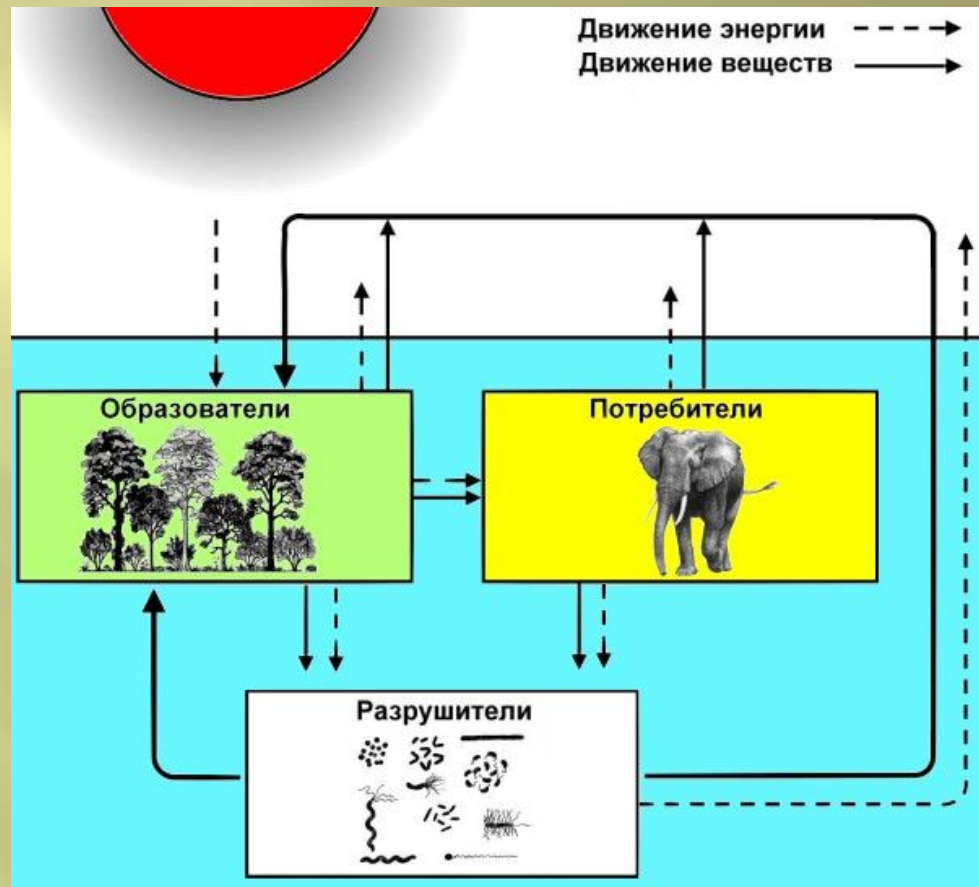 Движение энергии
Движение веществ
Образователи
Потребители
Разрушители